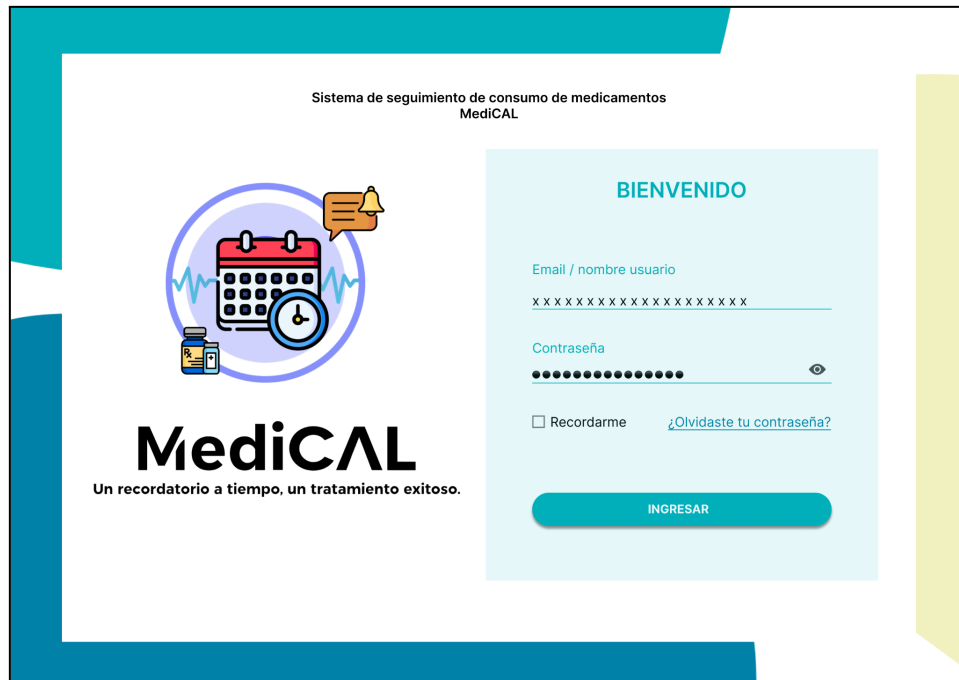 Sistema de seguimiento de consumo de medicamentos
MediCAL
BIENVENIDO
Email / nombre usuario
x x x x x x x x x x x x x x x x x x x x
Contraseña
Recordarme ¿Olvidaste tu contraseña?
INGRESAR
Rx
MediCAL
Un recordatorio a tiempo, un tratamiento exitoso.